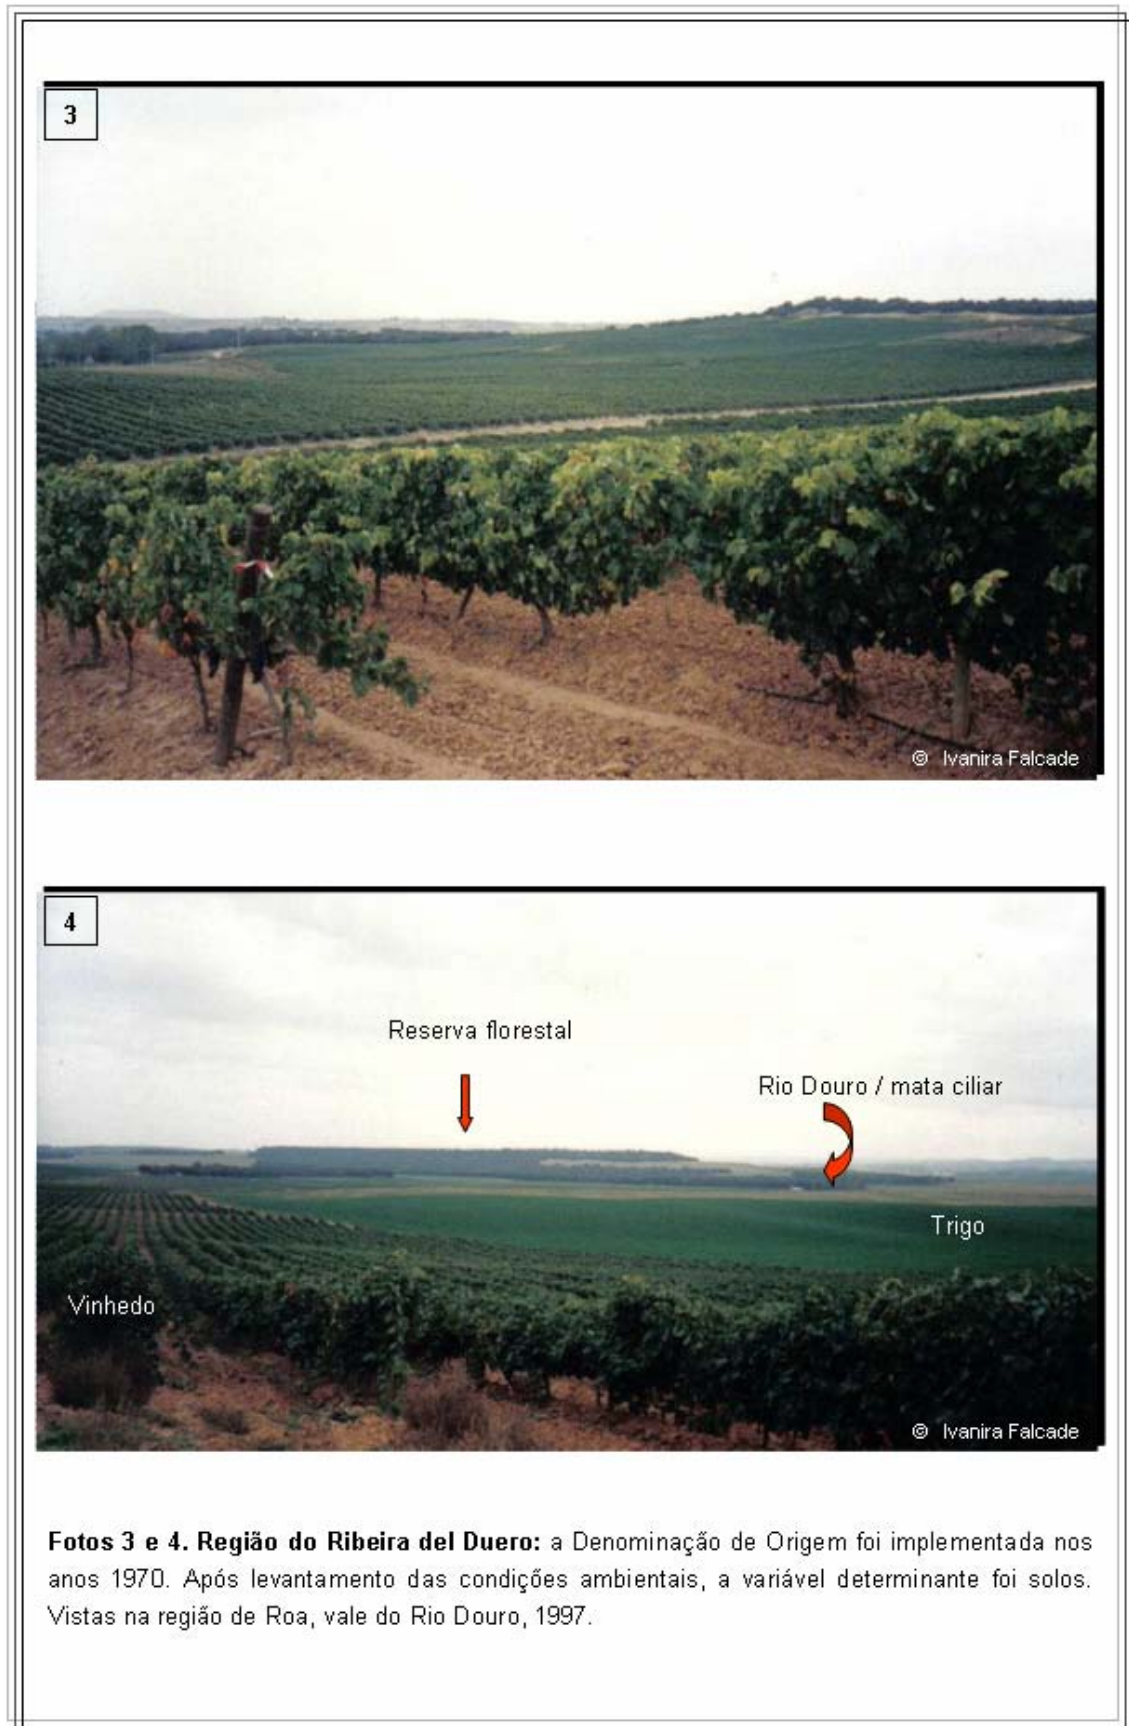 3
© Ivanira Falcade
4
Reserva florestal
Rio Douro / mata ciliar
Trigo
Vinhedo
© Ivanira Falcade
Fotos 3 e 4. Região do Ribeira del Duero: a Denominação de Origem foi implementada nos
anos 1970. Após levantamento das condições ambientais, a variável determinante foi solos.
Vistas na região de Roa, vale do Rio Douro, 1997.